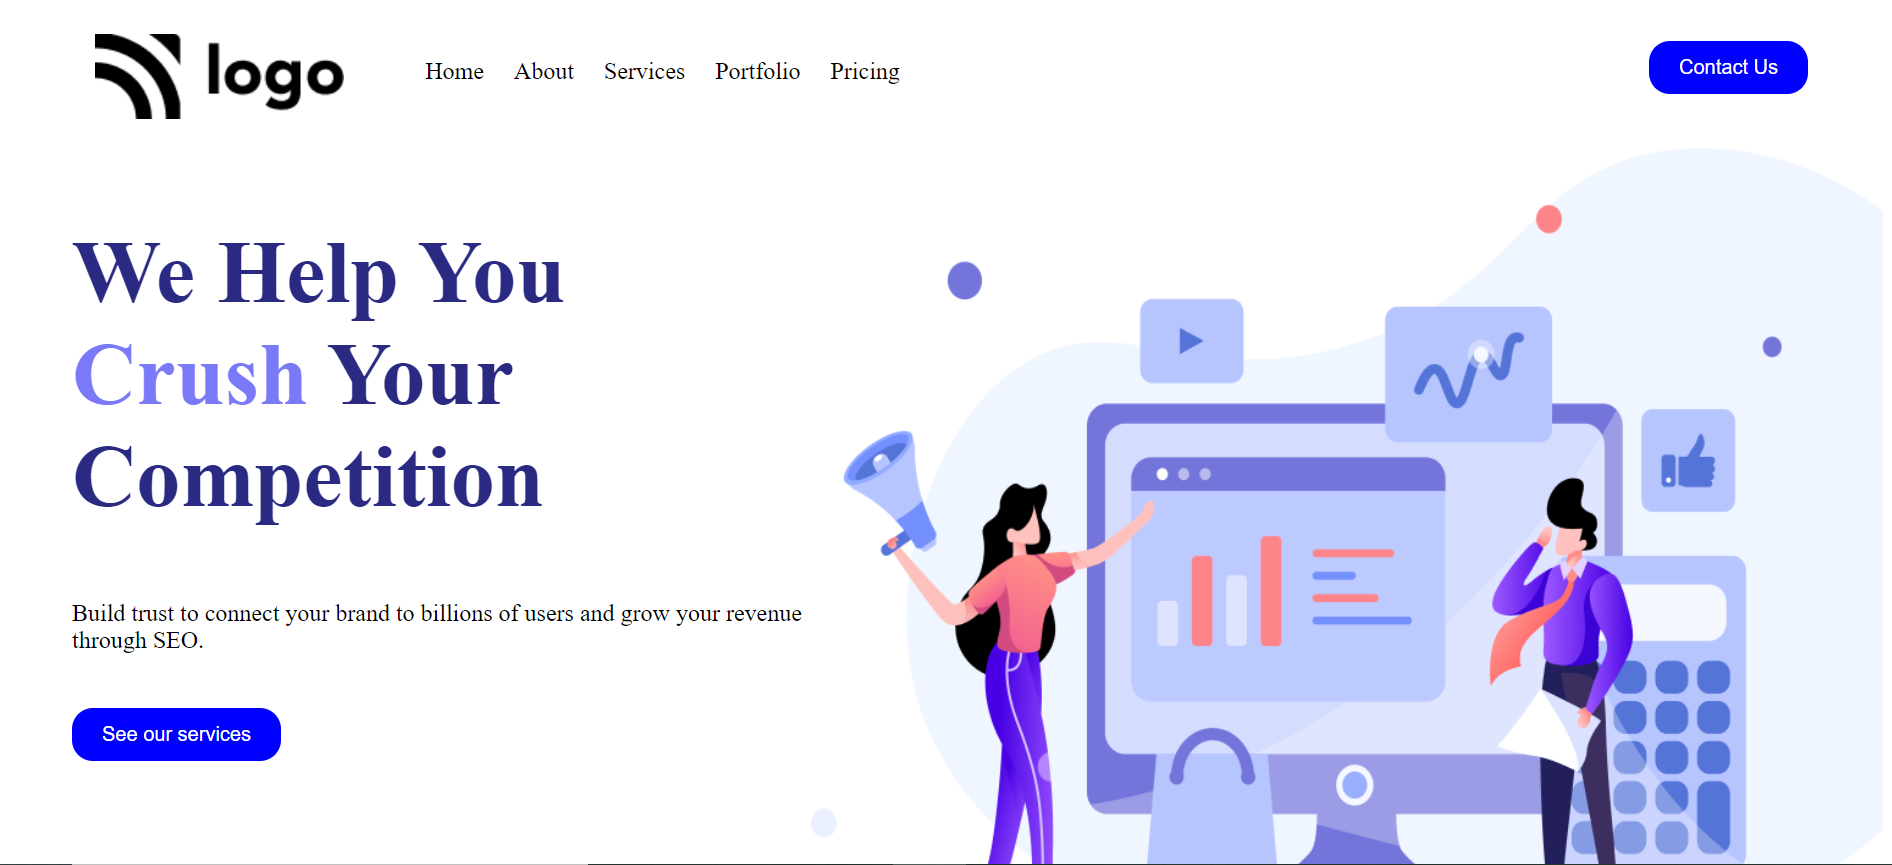 logo
Home About Services Portfolio Pricing
Contact Us
We Help You
Crush Your
Competition
Build trust to connect your brand to billions of users and grow your revenue
through SEO.
See our services